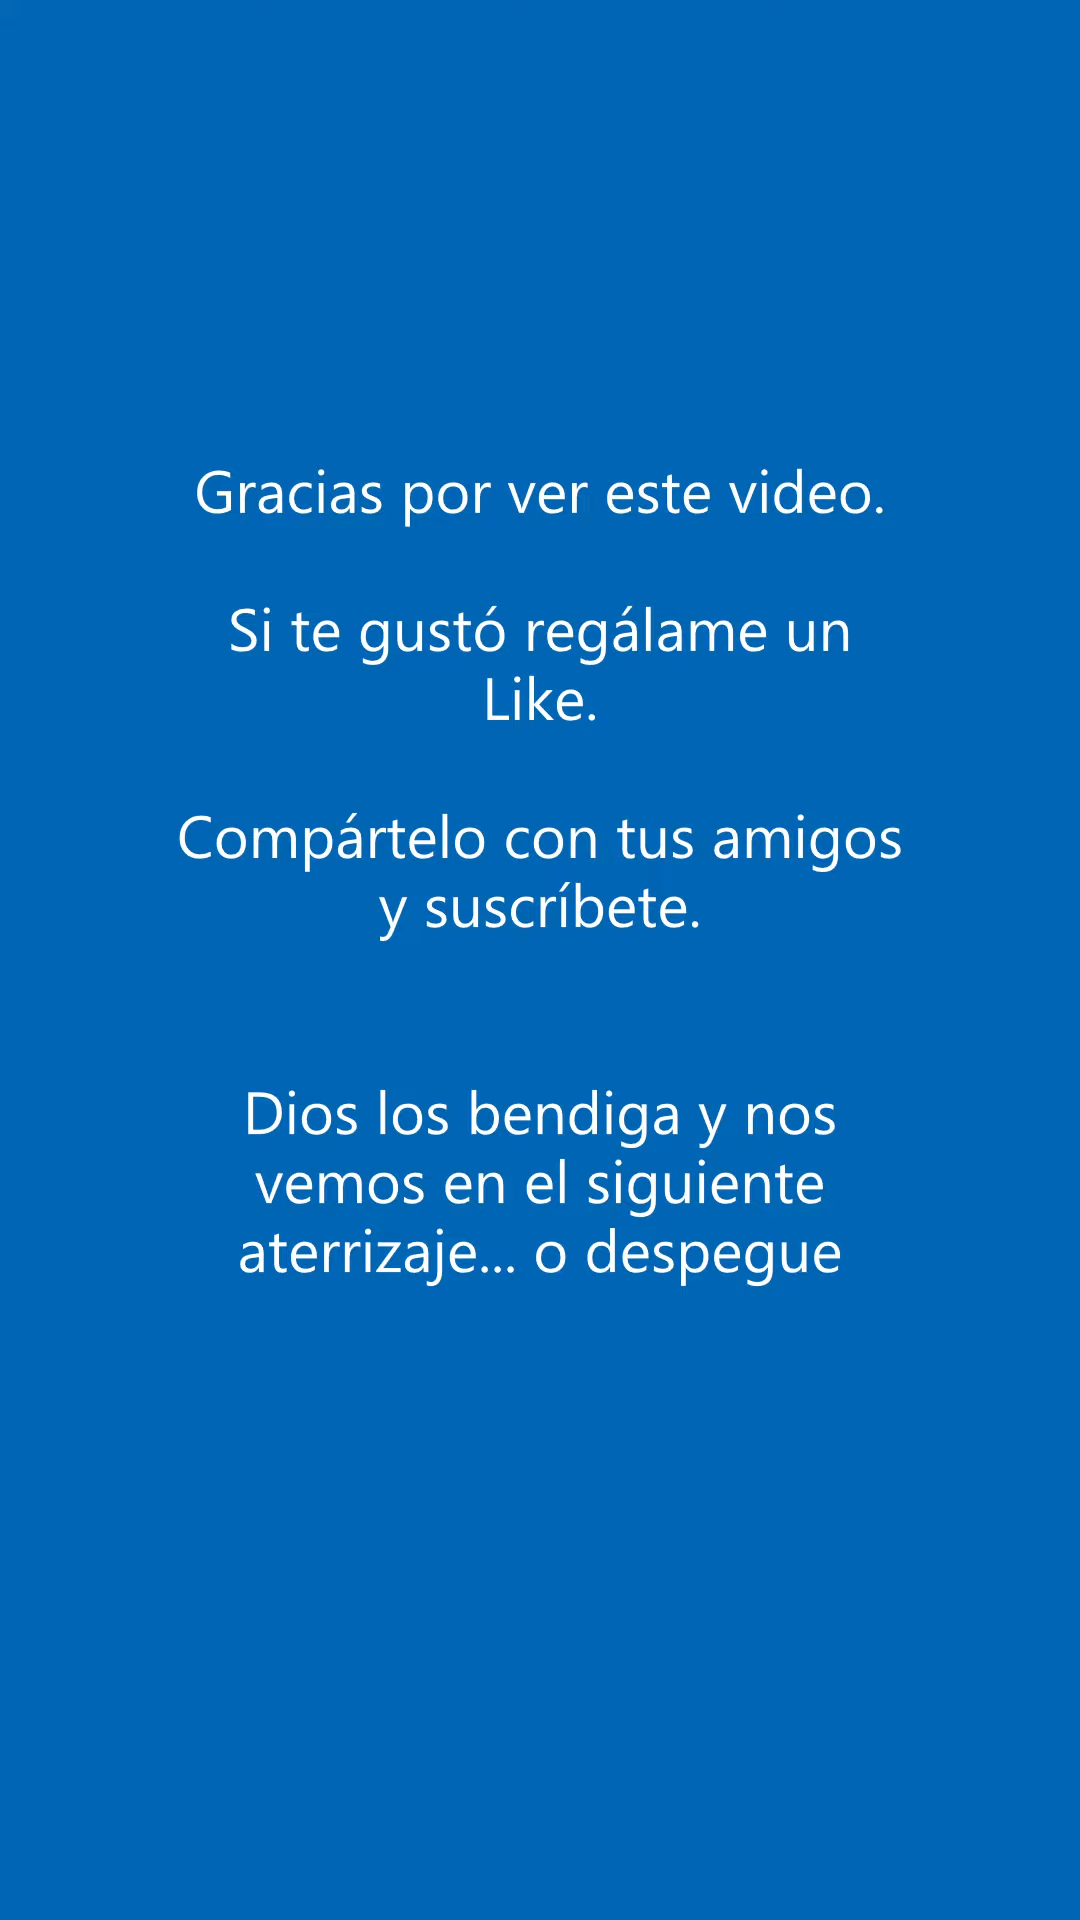 Gracias por ver este video.
Si te gustó regálame un
Like.
Compártelo con tus amigos
y suscríbete.
Dios los bendiga y nos
vemos en el siguiente
aterrizaje... o despegue